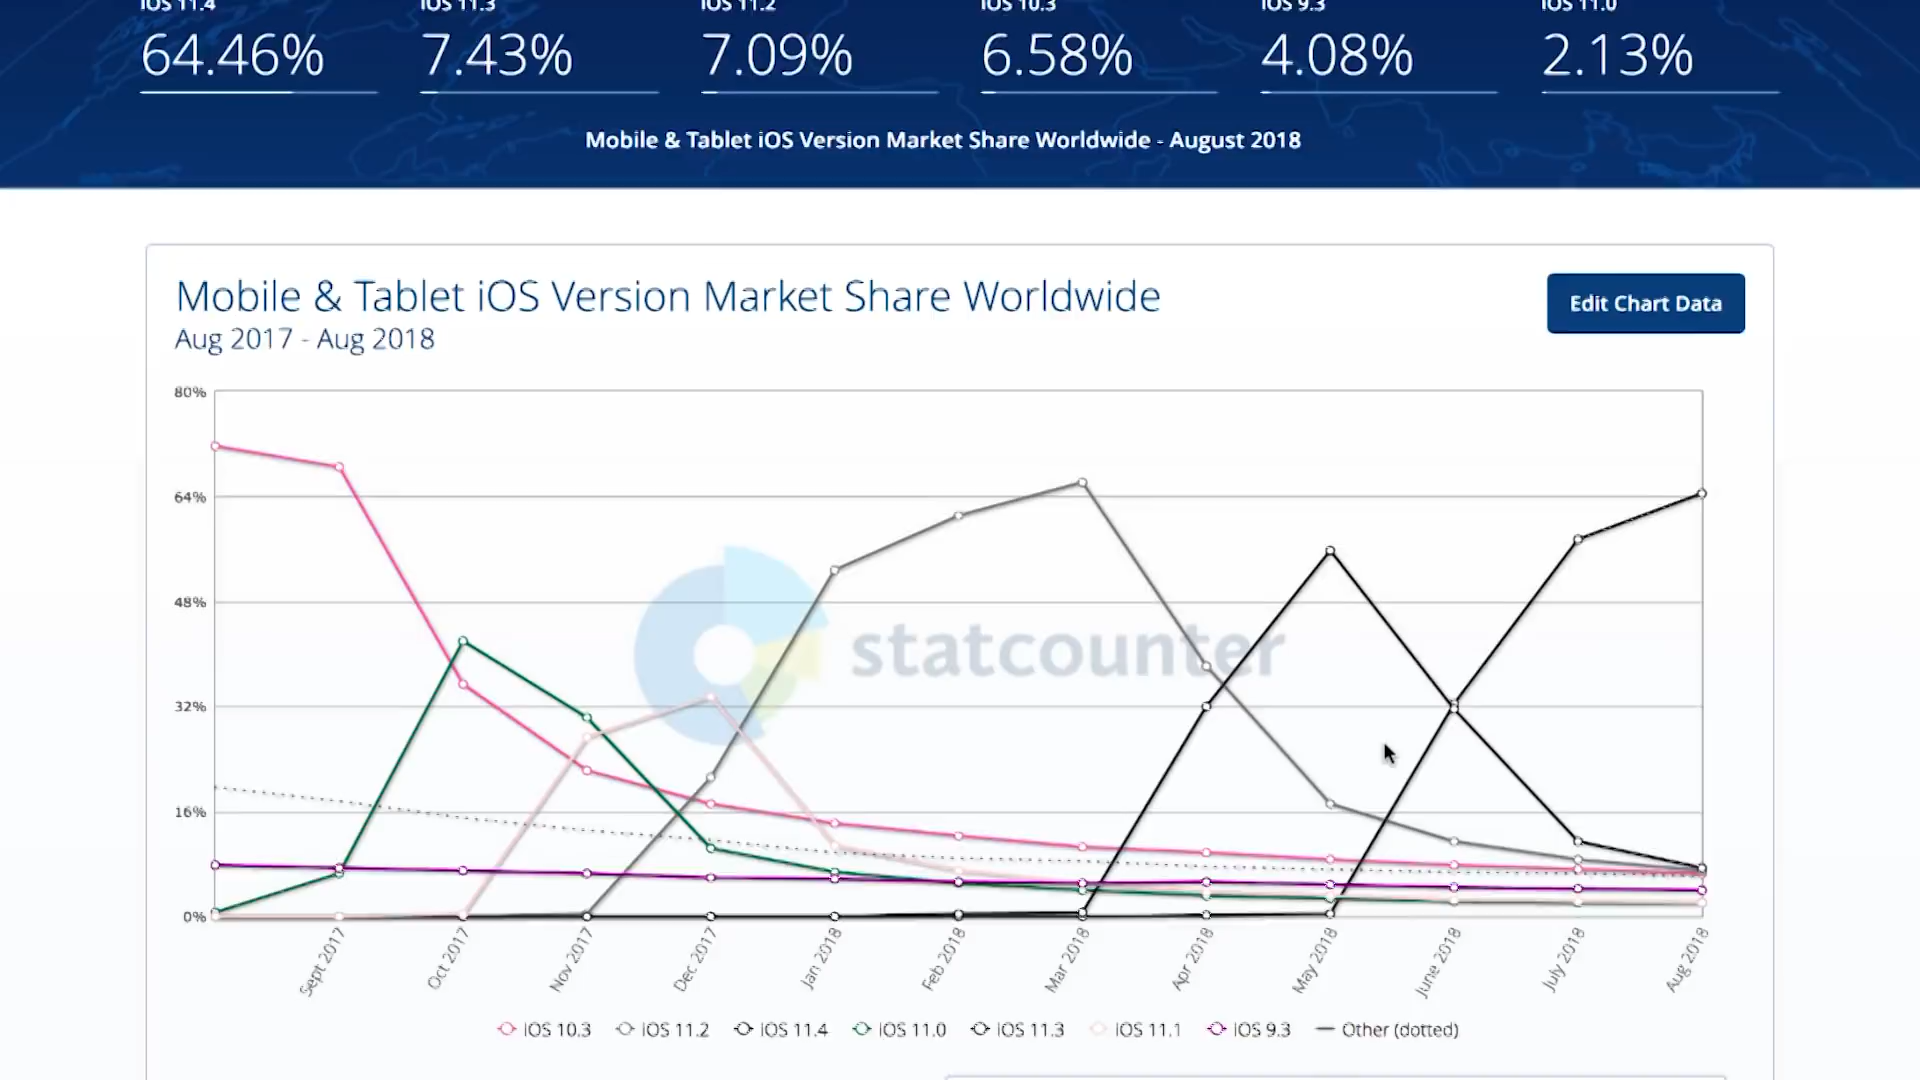 iOS 11.4 iOS 11.3 iOS 11.2 iOS 10.3 iOS 9.3 iOS 11.0
64.46% 7.43% 7.09% 6.58% 4.08% 2.13%
Mobile & Tablet iOS Version Market Share Worldwide - August 2018
Mobile & Tablet iOS Version Market Share Worldwide
Aug 2017 - Aug 2018
Edit Chart Data
80%
64%
48%
statcounter
32%
16%
0%
Sept 2017 Oct 2017 Nov 2017 Dec 2017 Jan 2018 Feb 2018 Mar 2018 Apr 2018 May 2018 June 2018 July 2018 Aug 2018
iOS 10.3 iOS 11.2 iOS 11.4 iOS 11.0 iOS 11.3 iOS 11.1 iOS 9.3 Other (dotted)